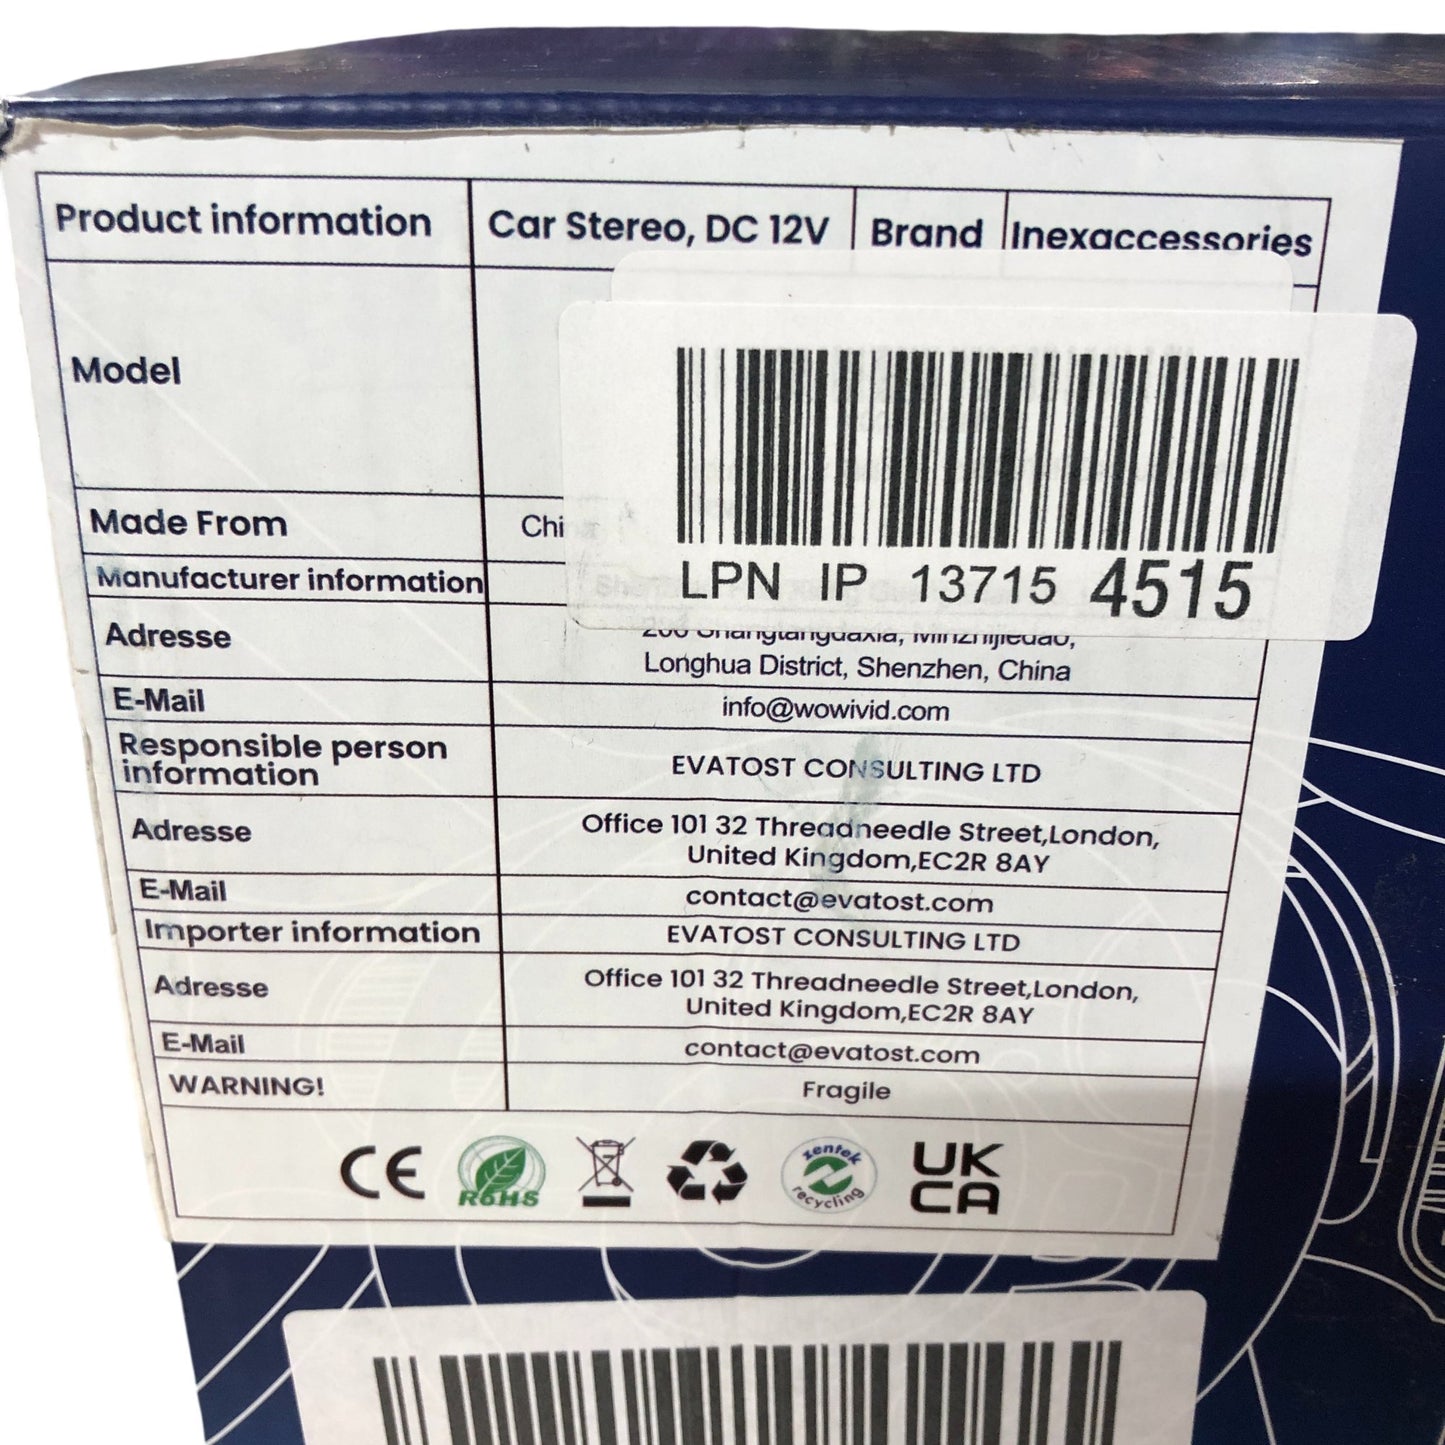 Product information Car Stereo, DC 12V Brand Inexaccessories
Model
Made From Chi
LPN IP 13715 4515
Manufacturer information
Adresse
Longhua District, Shenzhen, China
E-Mail info@wowivid.com
Responsible person
information
EVATOST CONSULTING LTD
Adresse
Office 101 32 Threadneedle Street,London,
United Kingdom,EC2R 8AY
E-Mail contact@evatost.com
Importer information EVATOST CONSULTING LTD
Adresse
Office 101 32 Threadneedle Street,London,
United Kingdom,EC2R 8AY
E-Mail contact@evatost.com
WARNING! Fragile
CE
RoHS
zentek
recycling
UK
CA